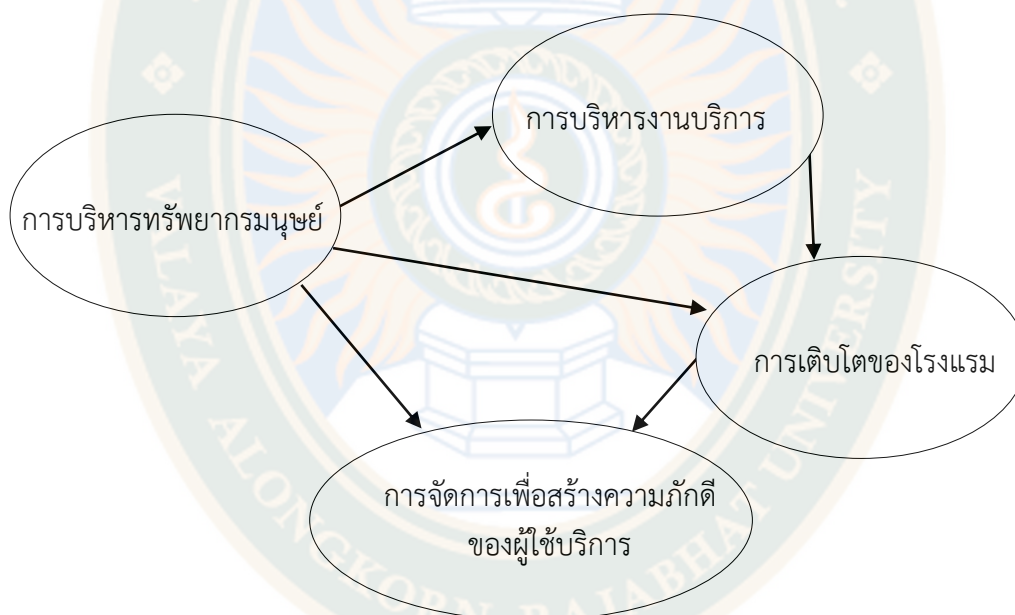 การบริหารงานบริการ
การบริหารทรัพยากรมนุษย์
การเติบโตของโรงแรม
การจัดการเพื่อสร้างความภักดี
ของผู้ใช้บริการ
VALAYA ALONGKORN RAJABHAT UNIVERSITY